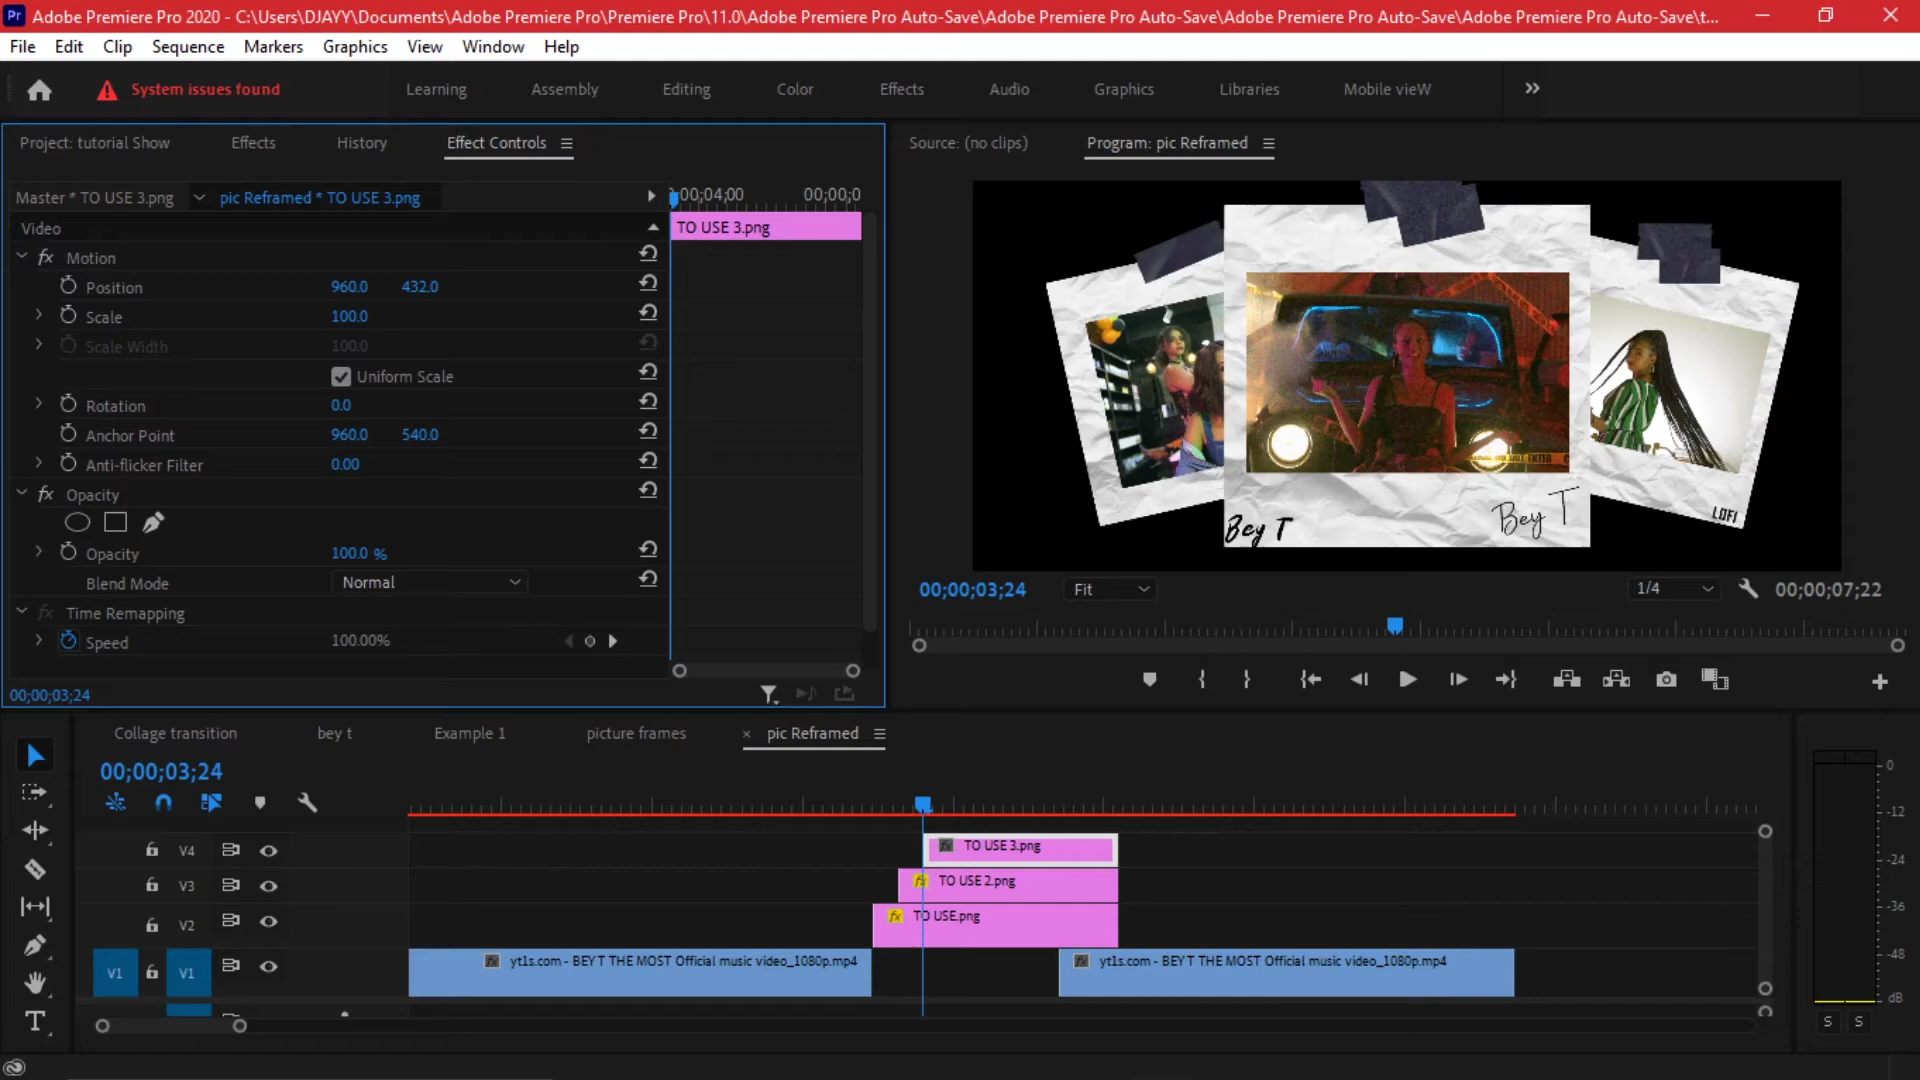 Pr Adobe Premiere Pro 2020 - C:\Users\DJAYY\Documents\Adobe Premiere Pro\Premiere Pro\11.0\Adobe Premiere Pro Auto-Save\Adobe Premiere Pro Auto-Save\Adobe Premiere Pro Auto-Save\Adobe Premiere Pro Auto-Save\t...
File Edit Clip Sequence Markers Graphics View Window Help
System issues found Learning Assembly Editing Color Effects Audio Graphics Libraries Mobile vieW
Project: tutorial Show Effects History Effect Controls Source: (no clips) Program: pic Reframed
Master * TO USE 3.png pic Reframed * TO USE 3.png 00;04;00 00;00;0
Video TO USE 3.png
fx Motion
Position 960.0 432.0
Scale 100.0
Scale Width 100.0
Uniform Scale
Rotation 0.0
Anchor Point 960.0 540.0
Anti-flicker Filter 0.00
fx Opacity
Opacity 100.0 %
Blend Mode Normal
fx Time Remapping
Speed 100.00%
00;00;03;24
Bey T Bey T LOFI
00;00;03;24 Fit 1/4 00;00;07;22
Collage transition bey t Example 1 picture frames × pic Reframed
00;00;03;24
V4 fx TO USE 3.png
V3 fx TO USE 2.png
V2 fx TO USE.png
V1 V1 fx yt1s.com - BEY T THE MOST Official music video_1080p.mp4 fx yt1s.com - BEY T THE MOST Official music video_1080p.mp4
0
-12
-24
-36
-48
dB
S S